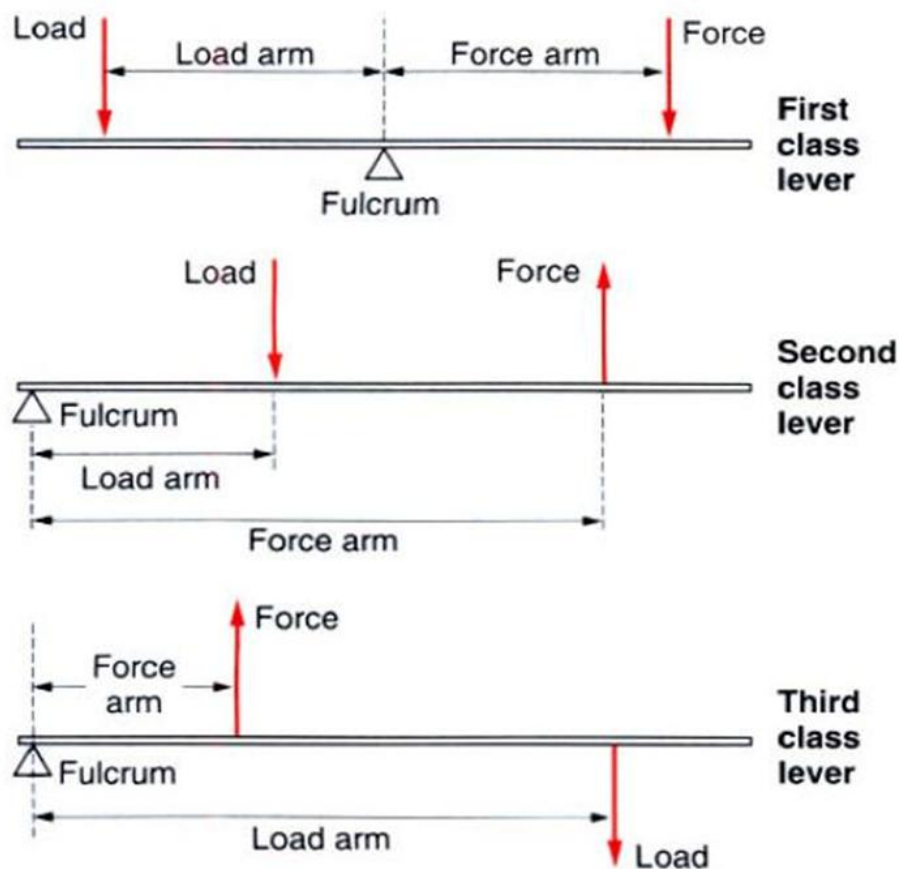 Load
Load arm
Force arm
Force
First
class
lever
Fulcrum
Load
Force
Second
class
lever
Fulcrum
Load arm
Force arm
Force
Force
arm
Third
class
lever
Fulcrum
Load arm
Load